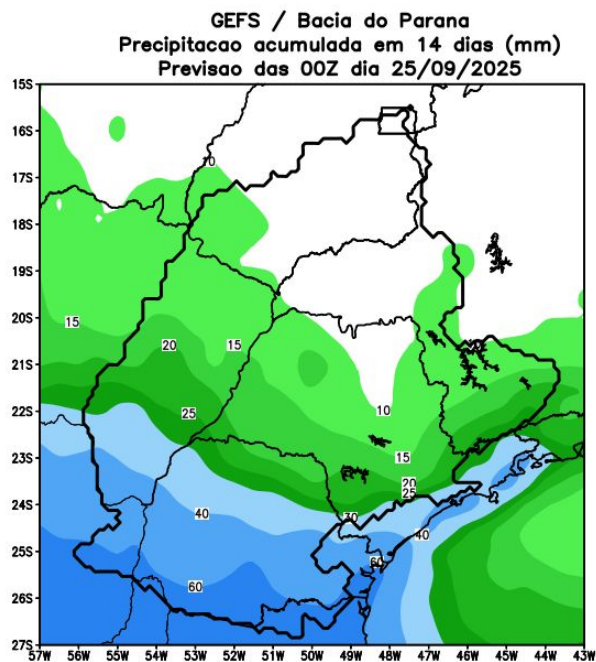 GEFS / Bacia do Parana
Precipitacao acumulada em 14 dias (mm)
Previsao das 00Z dia 25/09/2025
15S
16S
10
17S
18S
19S
20S
15
20
15
21S
25
10
22S
15
23S
20
25
24S
30
40
40
25S
60
60
26S
27S
57W 56W 55W 54W 53W 52W 51W 50W 49W 48W 47W 46W 45W 44W 43W